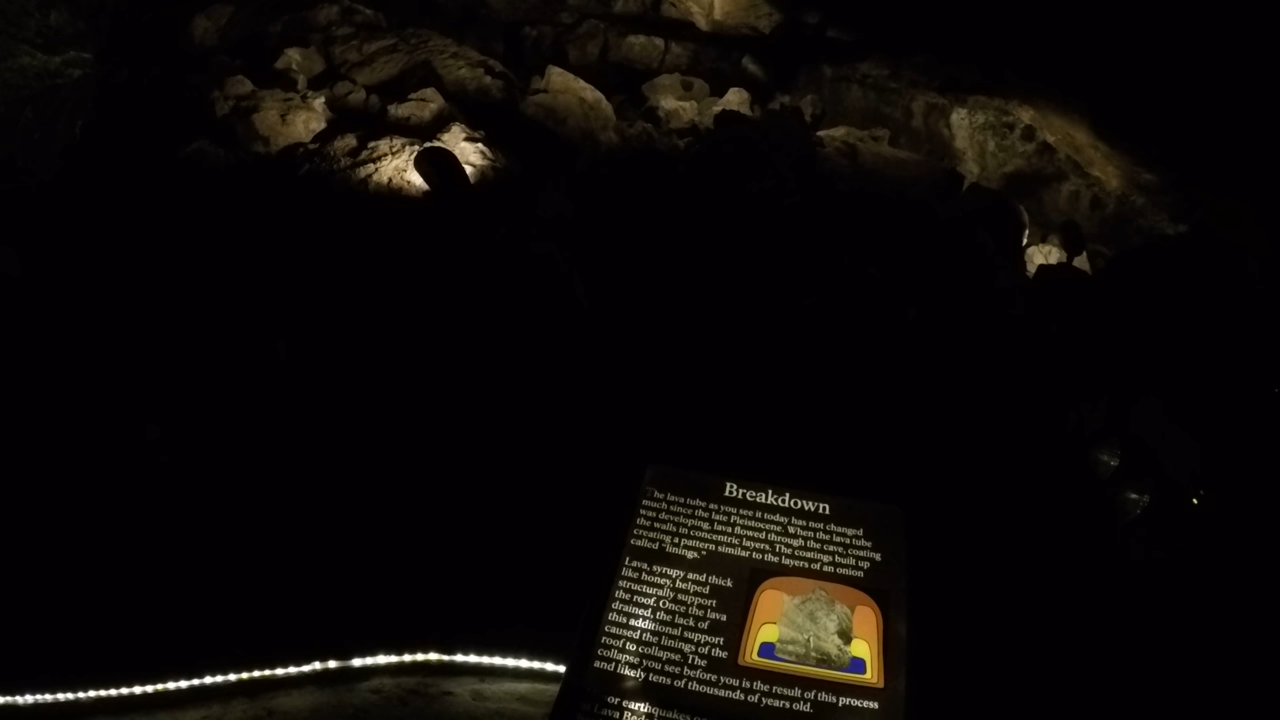 Breakdown
The lava tube as you see it today has not changed
much since the late Pleistocene. When the lava tube
was developing, lava flowed through the cave, coating
the walls in concentric layers. The coatings built up
creating a pattern similar to the layers of an onion
called "linings."
Lava, syrupy and thick
like honey, helped
structurally support
the roof. Once the lava
drained, the lack of
this additional support
caused the linings of the
roof to collapse. The
collapse you see before you is the result of this process
and likely tens of thousands of years old.
or earthquakes
Lava Beds